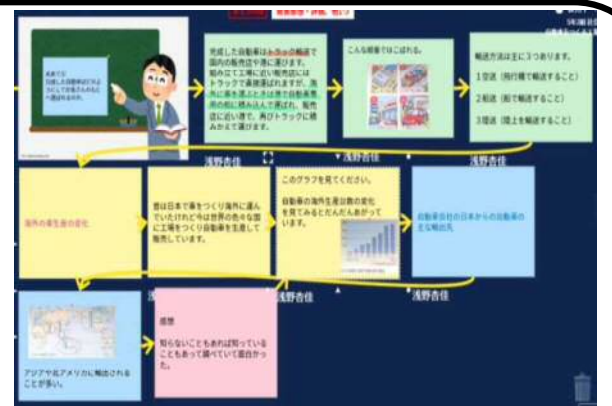 完成した自動車はトラック輸送で
国内の販売店や港に運びます。
組み立て工場に近い販売店には
トラックで直接運ばれますが、海
外に車を運ぶときは港で自動車専
用の船に積み込んで運ばれ、販売
店に近い港で、再びトラックに積
みかえて運びます。
こんな順番ではこばれる。
輸送方法は主に3つあります。
1空送（飛行機で輸送すること）
2船送（船で輸送すること）
3陸送（陸上を輸送すること）
浅野杏佳
浅野杏佳
浅野杏佳
海外の車生産の変化
昔は日本で車をつくり海外に運ん
でいたけれど今は世界の色々な国
に工場をつくり自動車を生産して
販売しています。
このグラフを見てください。
自動車の海外生産台数の変化
を見てみるとだんだんあがって
います。
自動車会社の日本からの自動車の
主な輸出先
浅野杏佳
浅野杏佳
アジアや北アメリカに輸出される
ことが多い。
感想
知らないこともあれば知っている
こともあって調べていて面白かっ
た。